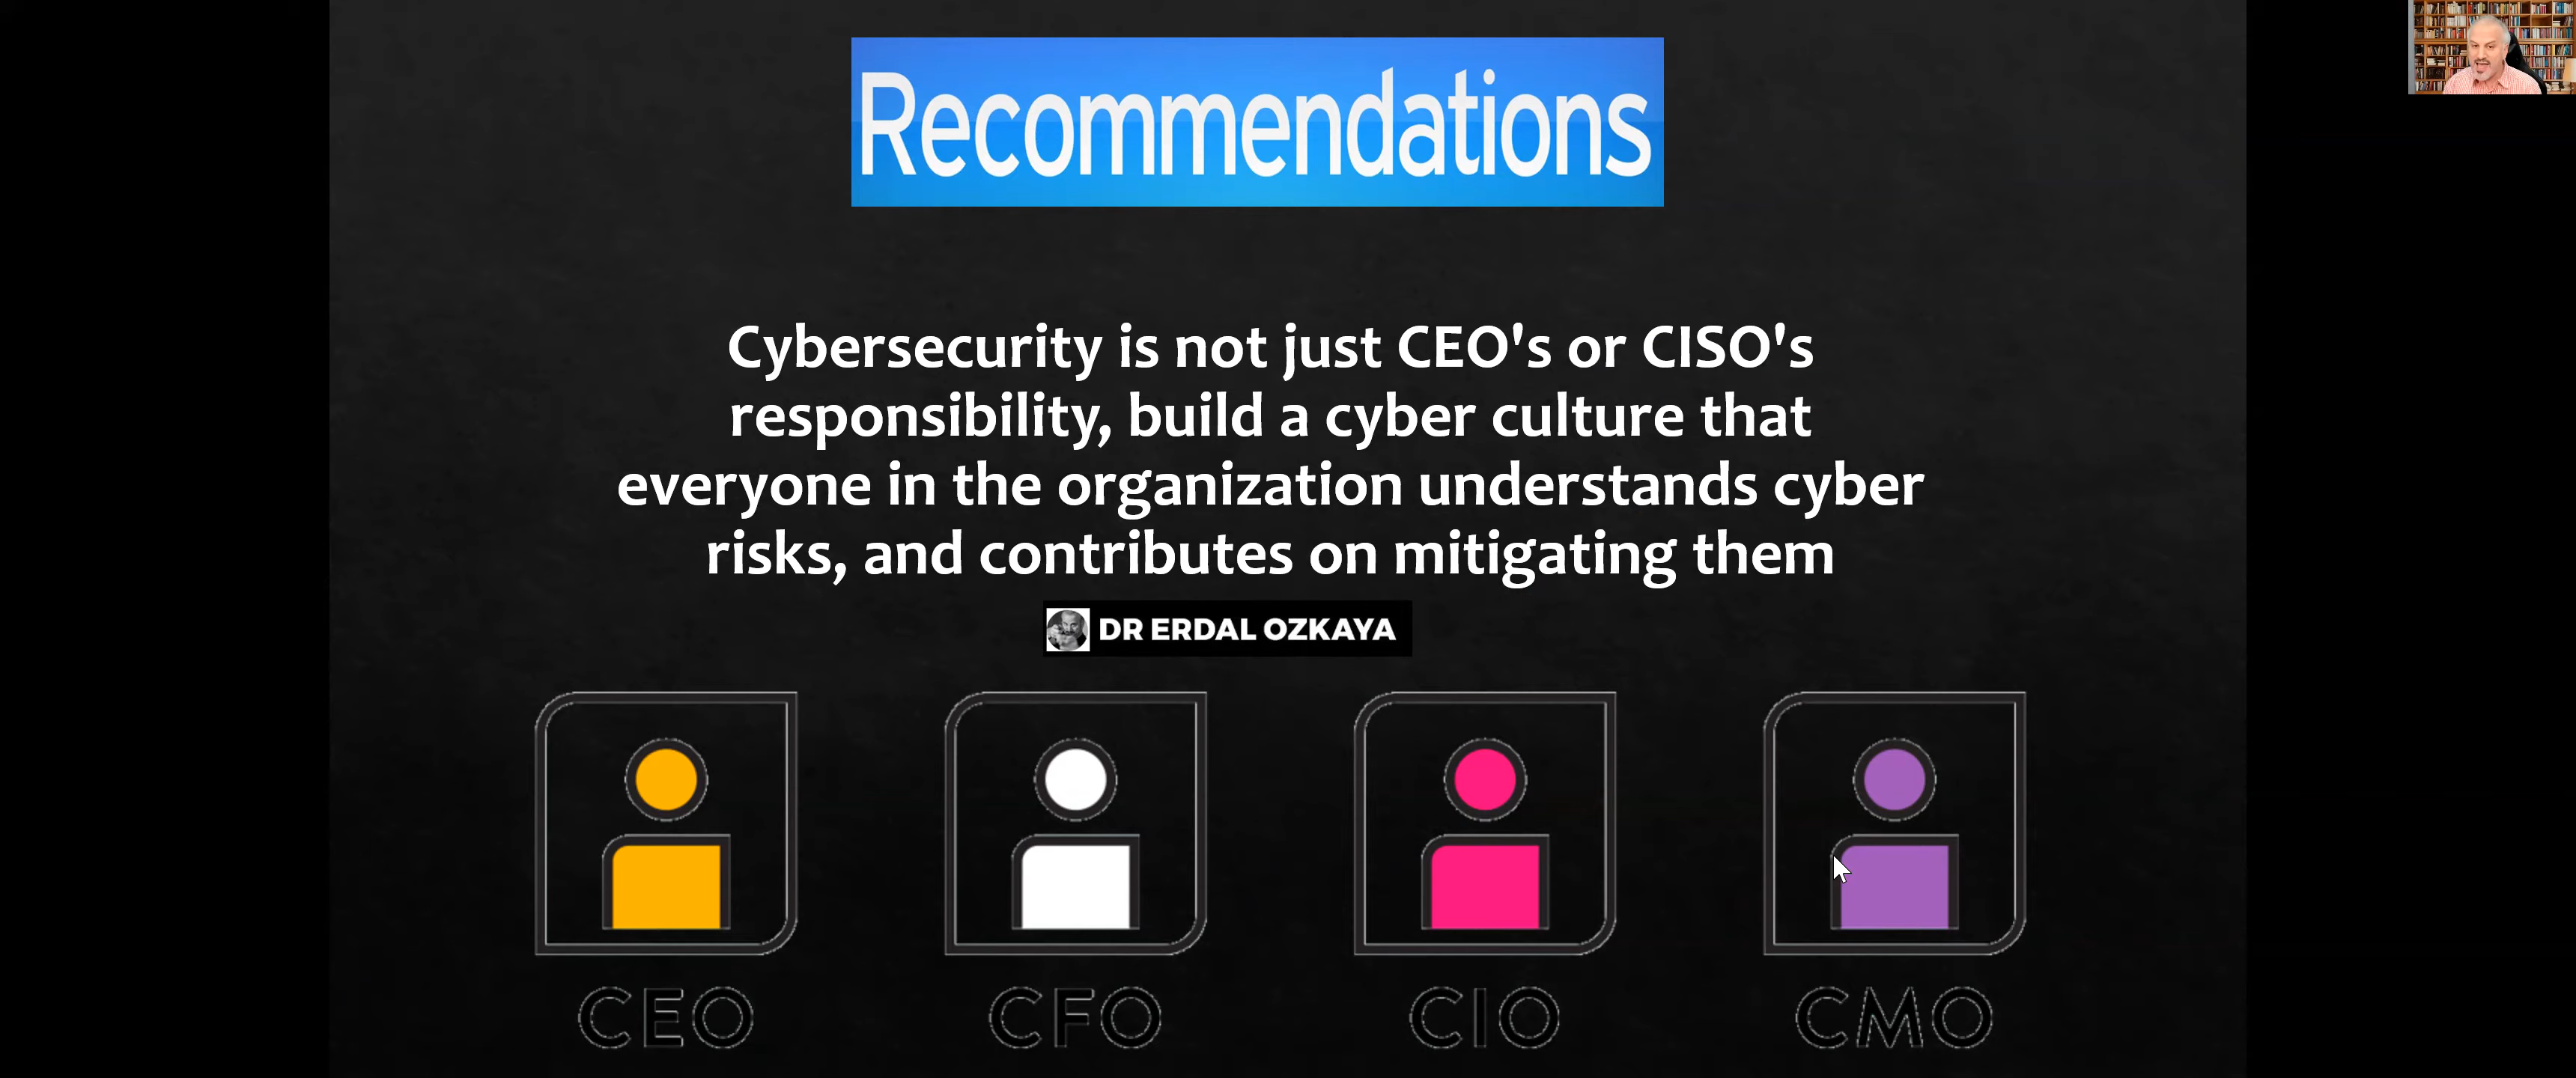 Recommendations
Cybersecurity is not just CEO's or CISO's
responsibility, build a cyber culture that
everyone in the organization understands cyber
risks, and contributes on mitigating them
DR ERDAL OZKAYA
CEO
CFO
CIO
CMO